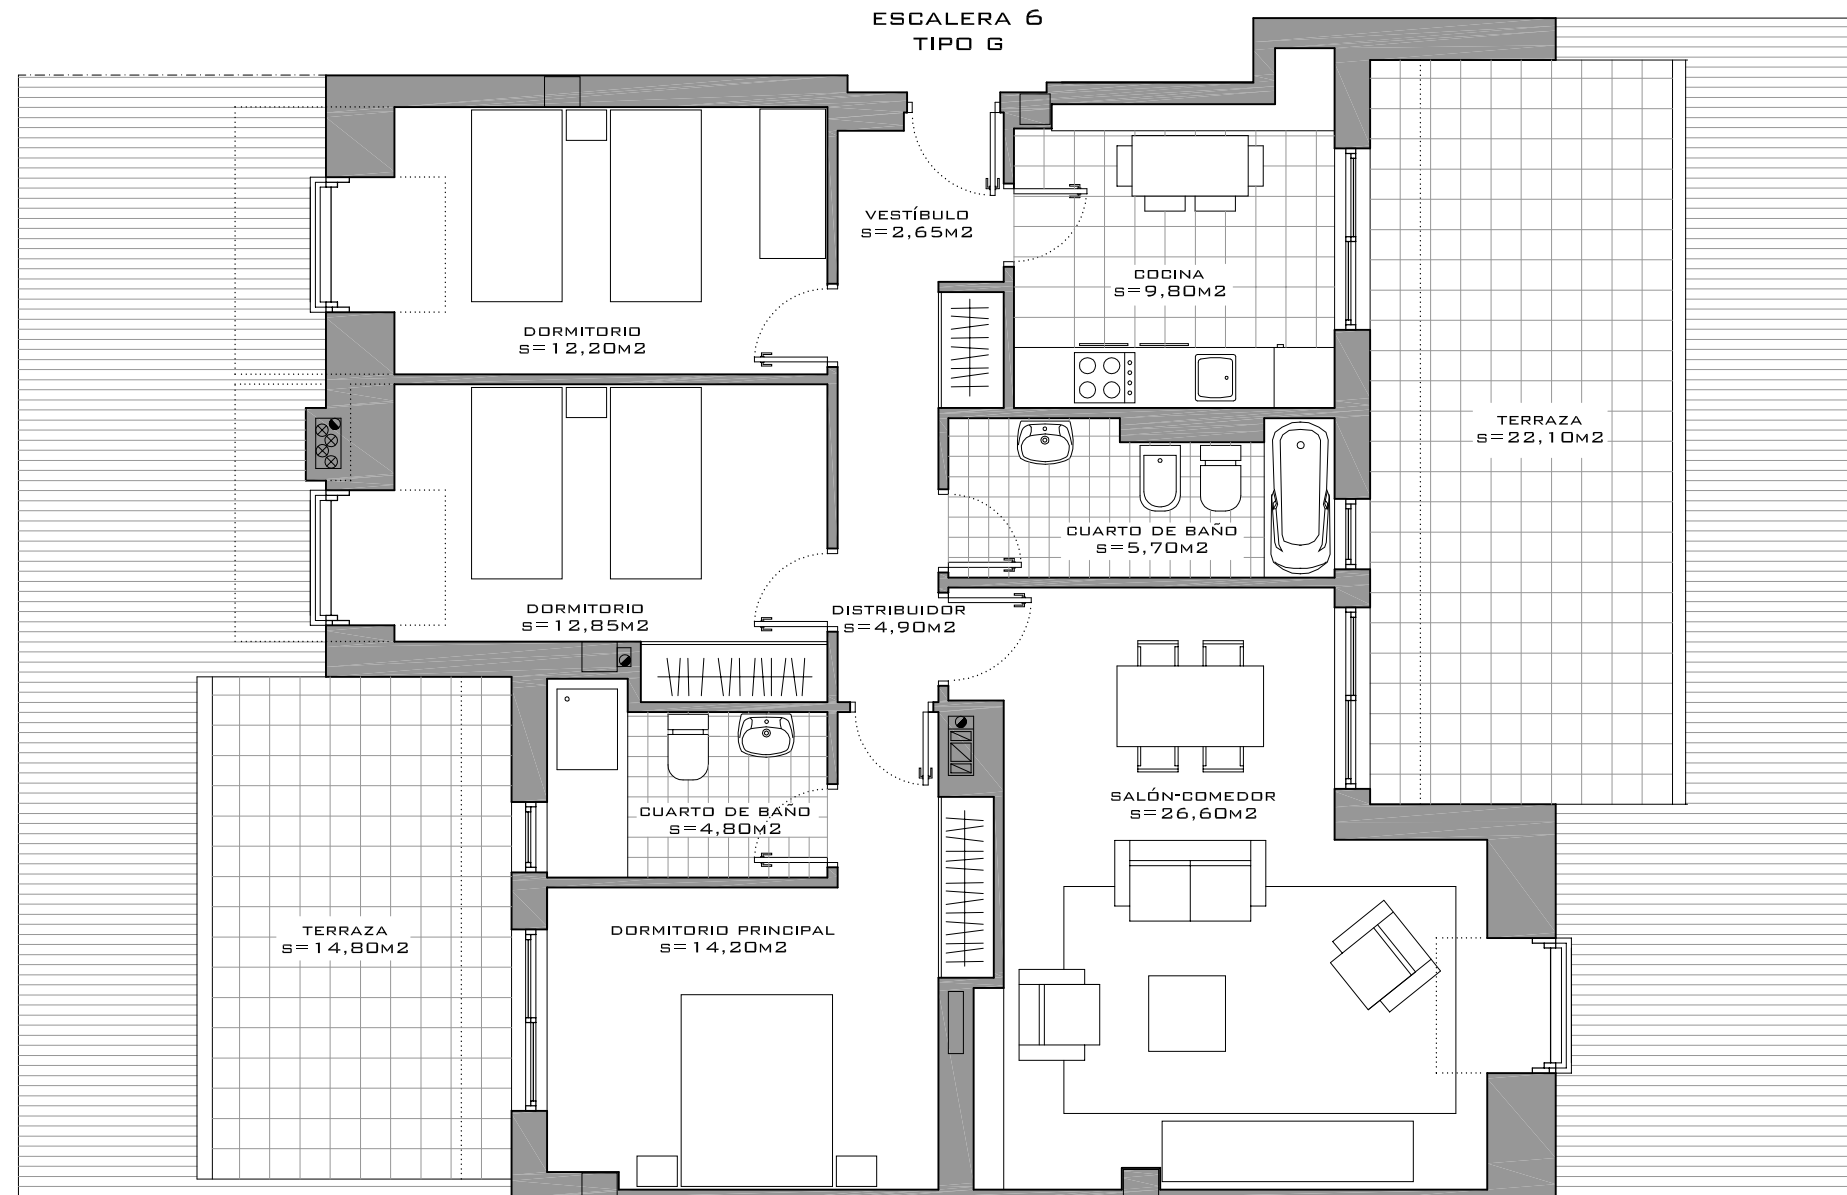 ESCALERA 6
TIPO G
VESTÍBULO
S=2,65M2
COCINA
S=9,80M2
DORMITORIO
S=12,20M2
TERRAZA
S=22,10M2
CUARTO DE BAÑO
S=5,70M2
DORMITORIO
S=12,85M2
DISTRIBUIDOR
S=4,90M2
SALÓN-COMEDOR
S=26,60M2
CUARTO DE BAÑO
S=4,80M2
TERRAZA
S=14,80M2
DORMITORIO PRINCIPAL
S=14,20M2